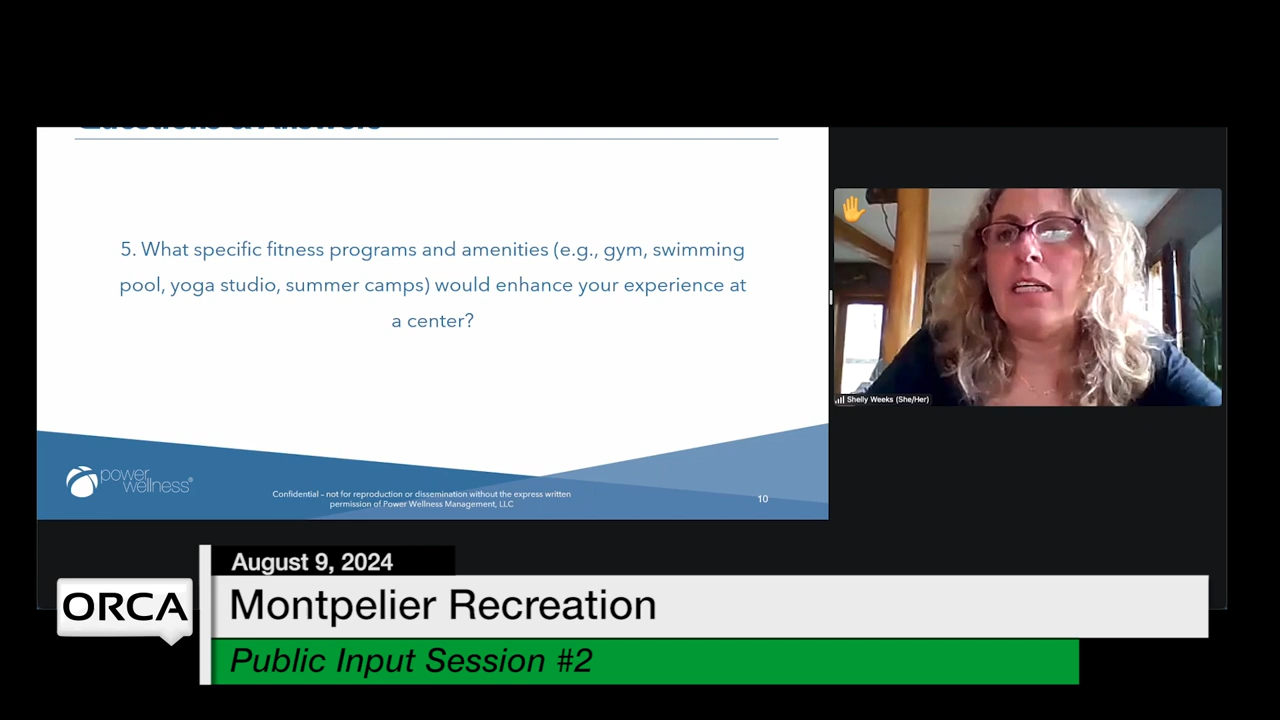 Questions & Answers
5. What specific fitness programs and amenities (e.g., gym, swimming
pool, yoga studio, summer camps) would enhance your experience at
a center?
Shelly Weeks (She/Her)
power
wellness®
Confidential – not for reproduction or dissemination without the express written
permission of Power Wellness Management, LLC
10
August 9, 2024
ORCA
Montpelier Recreation
Public Input Session #2